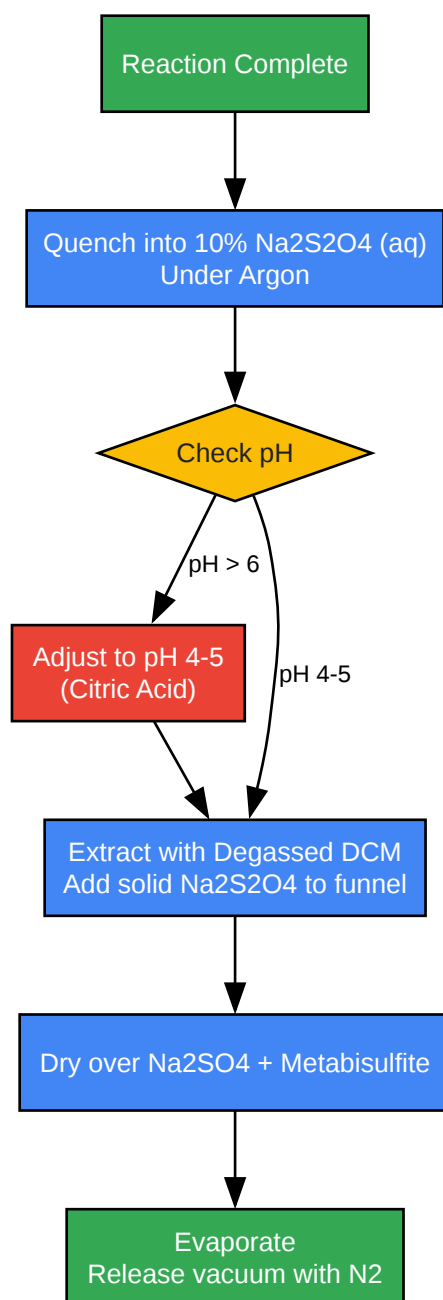 Reaction Complete
Quench into 10% Na2S2O4 (aq)
Under Argon
Check pH
pH > 6
Adjust to pH 4-5
(Citric Acid)
pH 4-5
Extract with Degassed DCM
Add solid Na2S2O4 to funnel
Dry over Na2SO4 + Metabisulfite
Evaporate
Release vacuum with N2